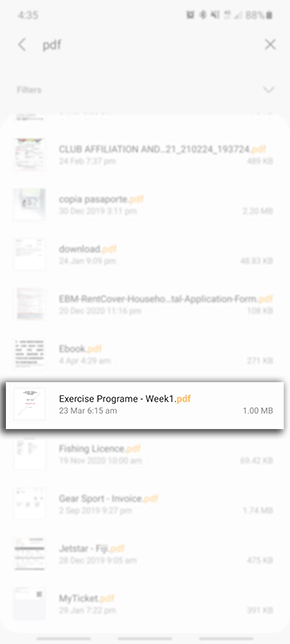 4:35
88%
pdf
Filters
CLUB AFFILIATION AND...21_210224_193724.pdf
24 Feb 7:37 pm 489 KB
copia pasaporte.pdf
30 Dec 2019 3:11 pm 2.20 MB
download.pdf
24 Jan 9:09 pm 48.83 KB
EBM-RentCover-Househo...tal-Application-Form.pdf
20 Dec 2020 11:16 pm 108 KB
Ebook.pdf
4 Apr 4:29 am 271 KB
Exercise Programe - Week1.pdf
23 Mar 6:15 am 1.00 MB
Fishing Licence.pdf
19 Nov 2020 10:00 am 69.42 KB
Gear Sport - Invoice.pdf
2 Sep 2019 9:27 pm 1.74 MB
Jetstar - Fiji.pdf
28 Dec 2019 9:05 am 475 KB
MyTicket.pdf
29 Jan 7:22 pm 391 KB